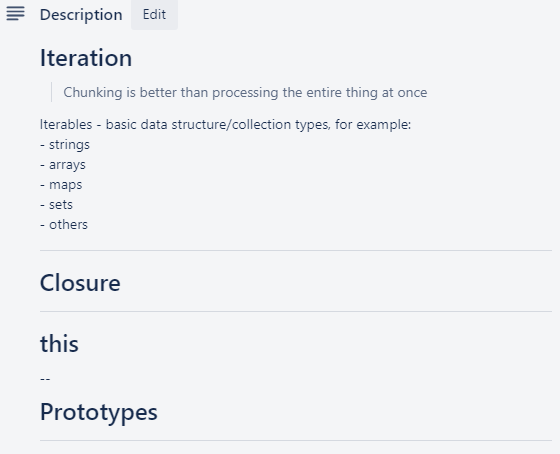 Description Edit
Iteration
Chunking is better than processing the entire thing at once
Iterables - basic data structure/collection types, for example:
- strings
- arrays
- maps
- sets
- others
Closure
this
--
Prototypes